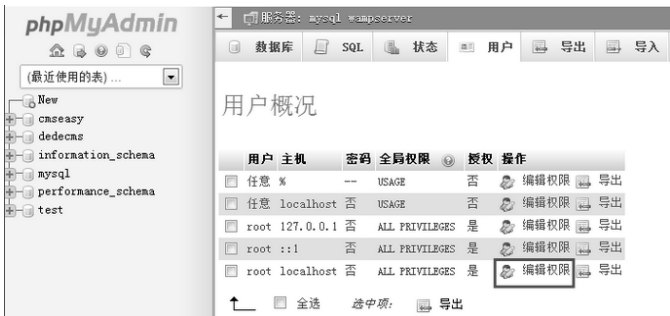 phpMyAdmin
(最近使用的表) ...
New
cmseasy
dedecms
information_schema
mysql
performance_schema
test
服务器: mysql wampserver
数据库 SQL 状态 用户 导出 导入
用户概况
用户 主机 密码 全局权限 授权 操作
任意 % -- USAGE 否 编辑权限 导出
任意 localhost 否 USAGE 否 编辑权限 导出
root 127.0.0.1 否 ALL PRIVILEGES 是 编辑权限 导出
root ::1 否 ALL PRIVILEGES 是 编辑权限 导出
root localhost 否 ALL PRIVILEGES 是 编辑权限 导出
全选 选中项: 导出